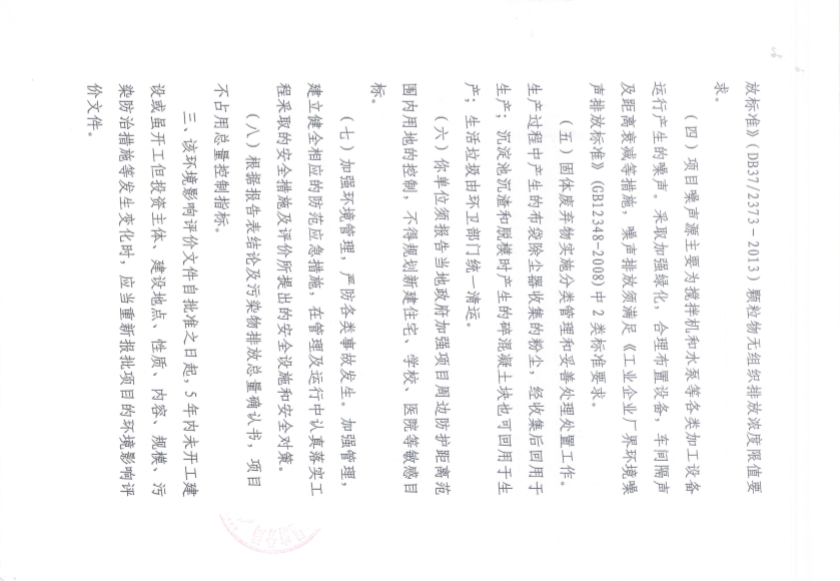 放标准》（DB37/2373-2013）颗粒物无组织排放浓度限值要
求。
（四）项目噪声源主要为搅拌机和水泵等各类加工设备
运行产生的噪声。采取加强绿化，合理布置设备，车间隔声
及距离衰减等措施，噪声排放须满足《工业企业厂界环境噪
声排放标准》（GB12348-2008)中 2 类标准要求。
（五）固体废弃物实施分类管理和妥善处理处置工作。
生产过程中产生的布袋除尘器收集的粉尘，经收集后回用于
生产；沉淀池沉渣和脱模时产生的碎混凝土块也可回用于生
产；生活垃圾由环卫部门统一清运。
（六）你单位须报告当地政府加强项目周边防护距离范
围内用地的控制，不得规划新建住宅、学校、医院等敏感目
标。
（七）加强环境管理，严防各类事故发生。加强管理，
建立健全相应的防范应急措施，在管理及运行中认真落实工
程采取的安全措施及评价所提出的安全设施和安全对策。
（八）根据报告表结论及污染物排放总量确认书，项目
不占用总量控制指标。
三、该环境影响评价文件自批准之日起，5 年内未开工建
设或虽开工但投资主体、建设地点、性质、内容、规模、污
染防治措施等发生变化时，应当重新报批项目的环境影响评
价文件。